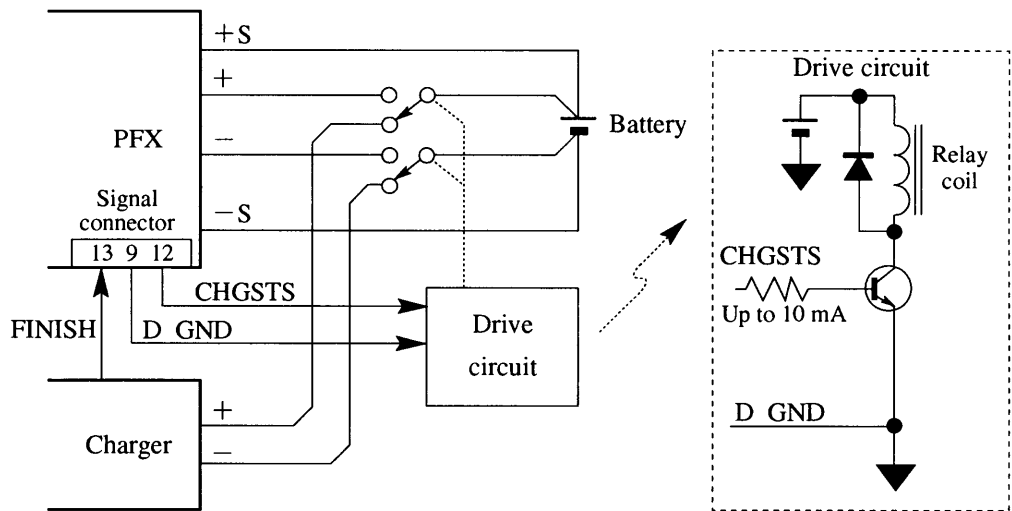 +S
+
PFX
−
Signal
connector
−S
13 9 12
CHGSTS
FINISH
D GND
Charger
+
−
Battery
Drive
circuit
Drive circuit
Relay
coil
CHGSTS
Up to 10 mA
D GND